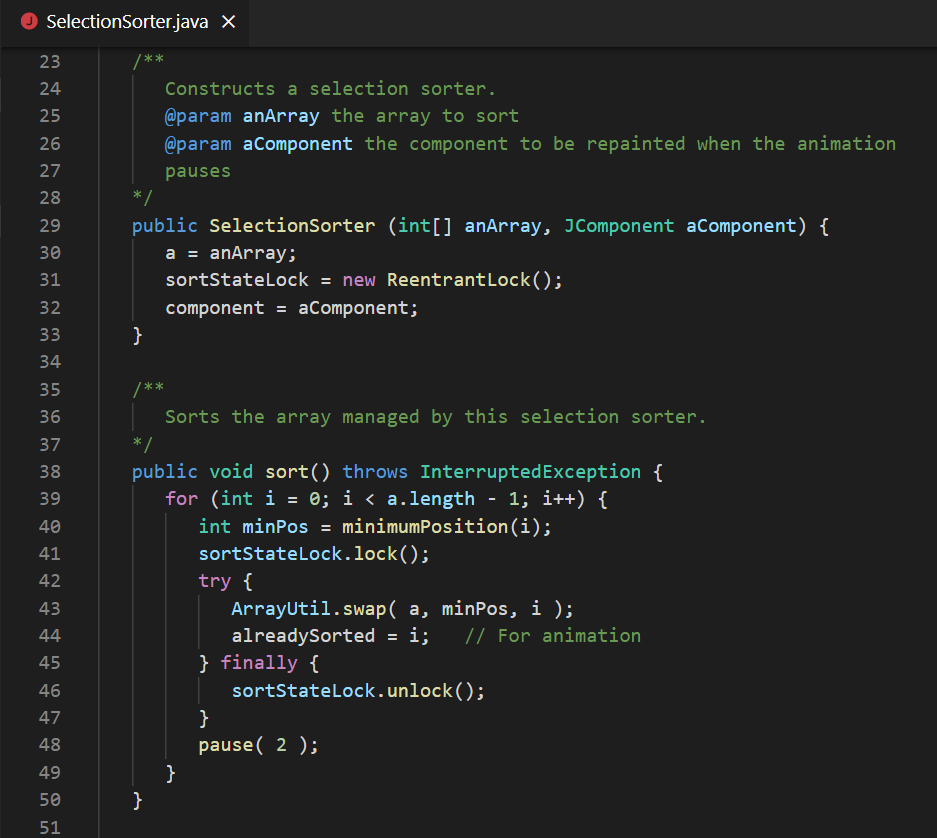 SelectionSorter.java ×
23 /**
24 Constructs a selection sorter.
25 @param anArray the array to sort
26 @param aComponent the component to be repainted when the animation
27 pauses
28 */
29 public SelectionSorter (int[] anArray, JComponent aComponent) {
30 a = anArray;
31 sortStateLock = new ReentrantLock();
32 component = aComponent;
33 }
34
35 /**
36 Sorts the array managed by this selection sorter.
37 */
38 public void sort() throws InterruptedException {
39 for (int i = 0; i < a.length - 1; i++) {
40 int minPos = minimumPosition(i);
41 sortStateLock.lock();
42 try {
43 ArrayUtil.swap( a, minPos, i );
44 alreadySorted = i; // For animation
45 } finally {
46 sortStateLock.unlock();
47 }
48 pause( 2 );
49 }
50 }
51